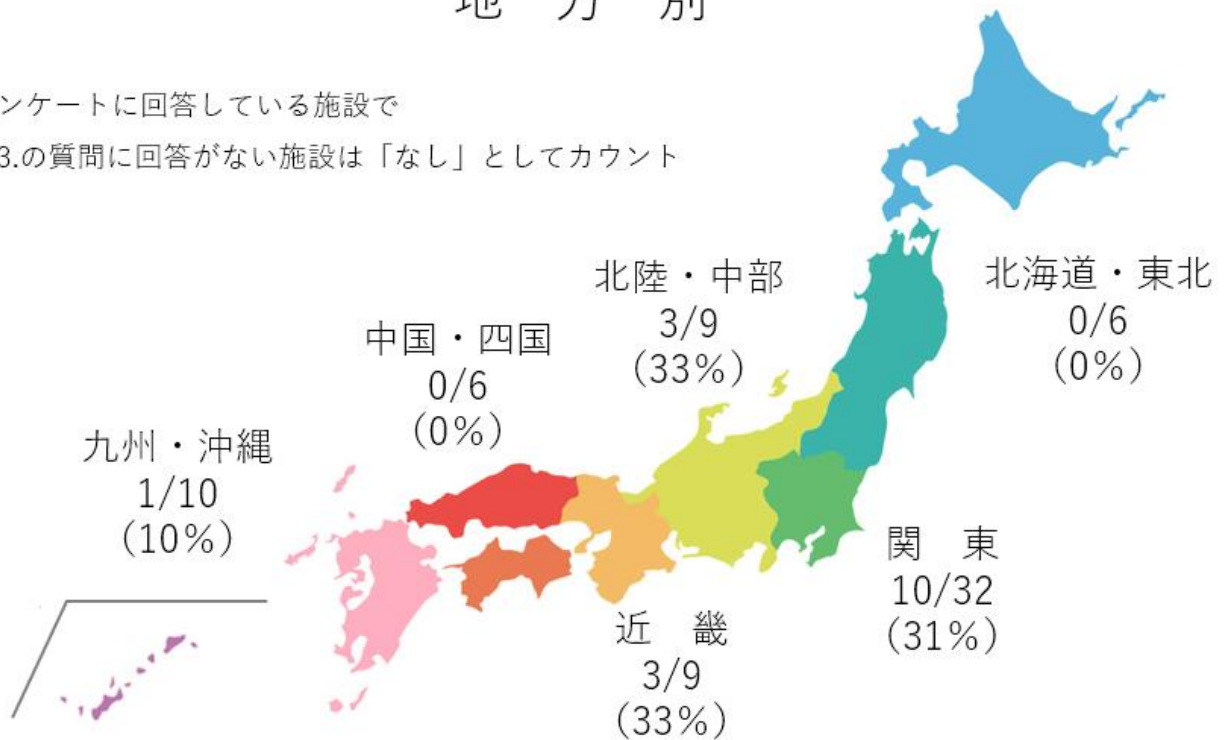 地 方 別
ンケートに回答している施設で
3.の質問に回答がない施設は「なし」としてカウント
北陸・中部
3/9
(33%)
北海道・東北
0/6
(0%)
中国・四国
0/6
(0%)
九州・沖縄
1/10
(10%)
関 東
10/32
(31%)
近 畿
3/9
(33%)